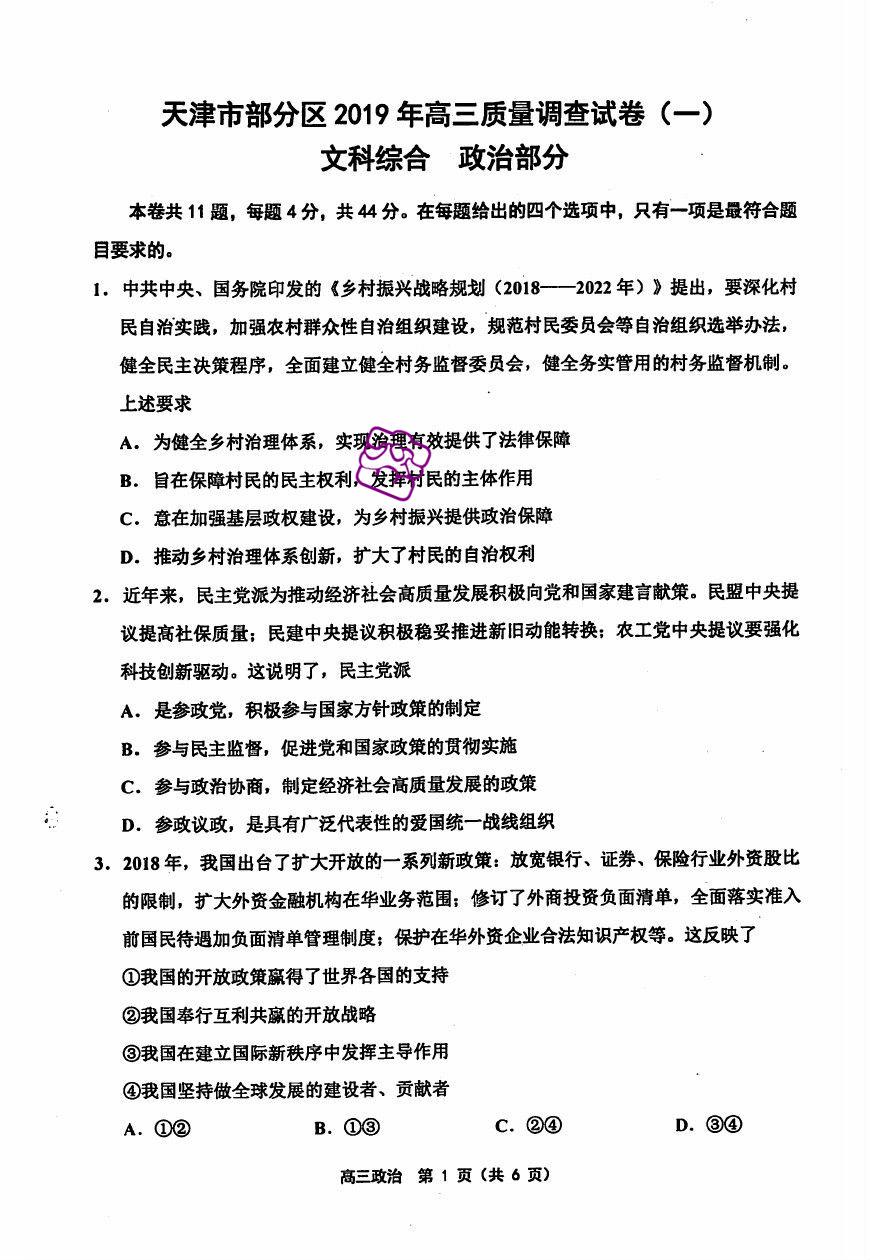 天津市部分区 2019 年高三质量调查试卷（一）
文科综合　政治部分
本卷共 11 题，每题 4 分，共 44 分。在每题给出的四个选项中，只有一项是最符合题
目要求的。
1．中共中央、国务院印发的《乡村振兴战略规划（2018——2022 年）》提出，要深化村
民自治实践，加强农村群众性自治组织建设，规范村民委员会等自治组织选举办法，
健全民主决策程序，全面建立健全村务监督委员会，健全务实管用的村务监督机制。
上述要求
A．为健全乡村治理体系，实现治理有效提供了法律保障
B．旨在保障村民的民主权利，发挥村民的主体作用
C．意在加强基层政权建设，为乡村振兴提供政治保障
D．推动乡村治理体系创新，扩大了村民的自治权利
2．近年来，民主党派为推动经济社会高质量发展积极向党和国家建言献策。民盟中央提
议提高社保质量；民建中央提议积极稳妥推进新旧动能转换；农工党中央提议要强化
科技创新驱动。这说明了，民主党派
A．是参政党，积极参与国家方针政策的制定
B．参与民主监督，促进党和国家政策的贯彻实施
C．参与政治协商，制定经济社会高质量发展的政策
D．参政议政，是具有广泛代表性的爱国统一战线组织
3．2018 年，我国出台了扩大开放的一系列新政策：放宽银行、证券、保险行业外资股比
的限制，扩大外资金融机构在华业务范围；修订了外商投资负面清单，全面落实准入
前国民待遇加负面清单管理制度；保护在华外资企业合法知识产权等。这反映了
①我国的开放政策赢得了世界各国的支持
②我国奉行互利共赢的开放战略
③我国在建立国际新秩序中发挥主导作用
④我国坚持做全球发展的建设者、贡献者
A．①②　B．①③　C．②④　D．③④
高三政治　第 1 页（共 6 页）